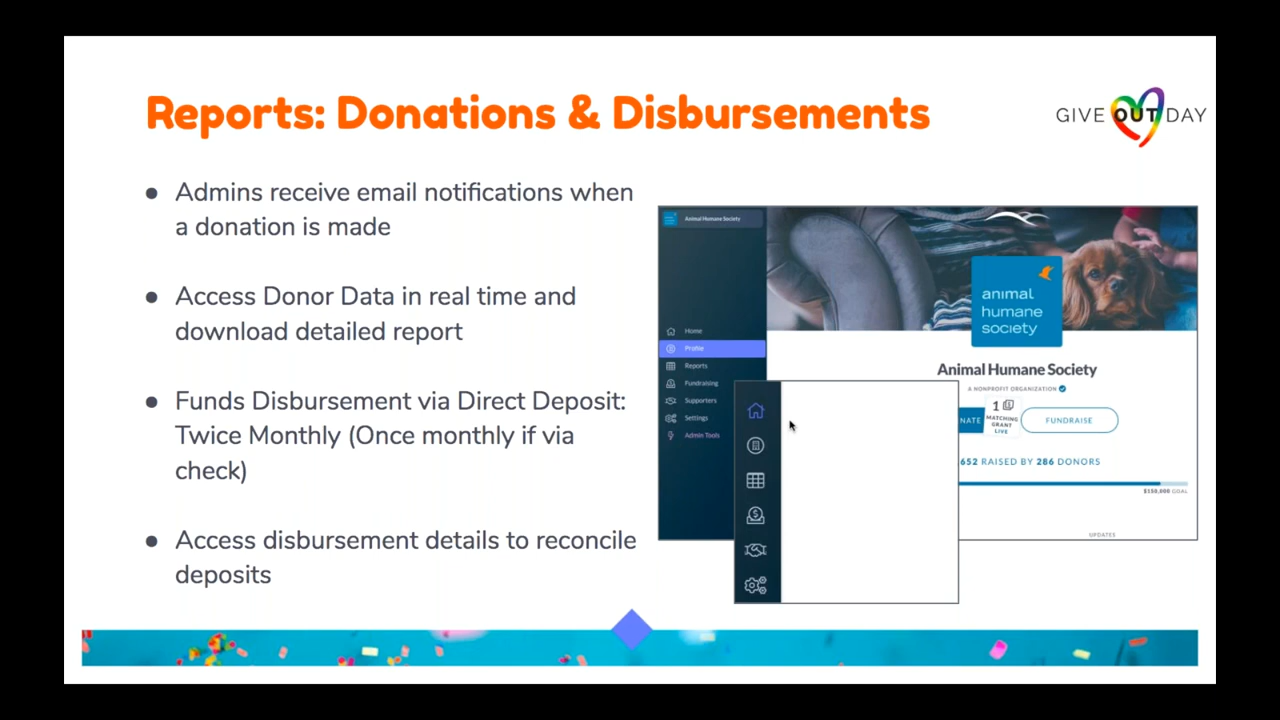 Reports: Donations & Disbursements
GIVE OUT DAY
● Admins receive email notifications when
a donation is made
● Access Donor Data in real time and
download detailed report
● Funds Disbursement via Direct Deposit:
Twice Monthly (Once monthly if via
check)
● Access disbursement details to reconcile
deposits
Animal Humane Society
Home
Profile
Reports
Fundraising
Supporters
Settings
Admin Tools
animal
humane
society
Animal Humane Society
A NONPROFIT ORGANIZATION
NATE
1
MATCHING
GRANT
LIVE
FUNDRAISE
652 RAISED BY 286 DONORS
$150,000 GOAL
UPDATES